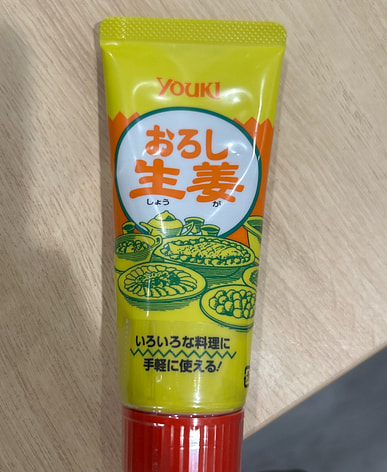 YOUKI
おろし
生姜
しょう が
いろいろな料理に
手軽に使える!